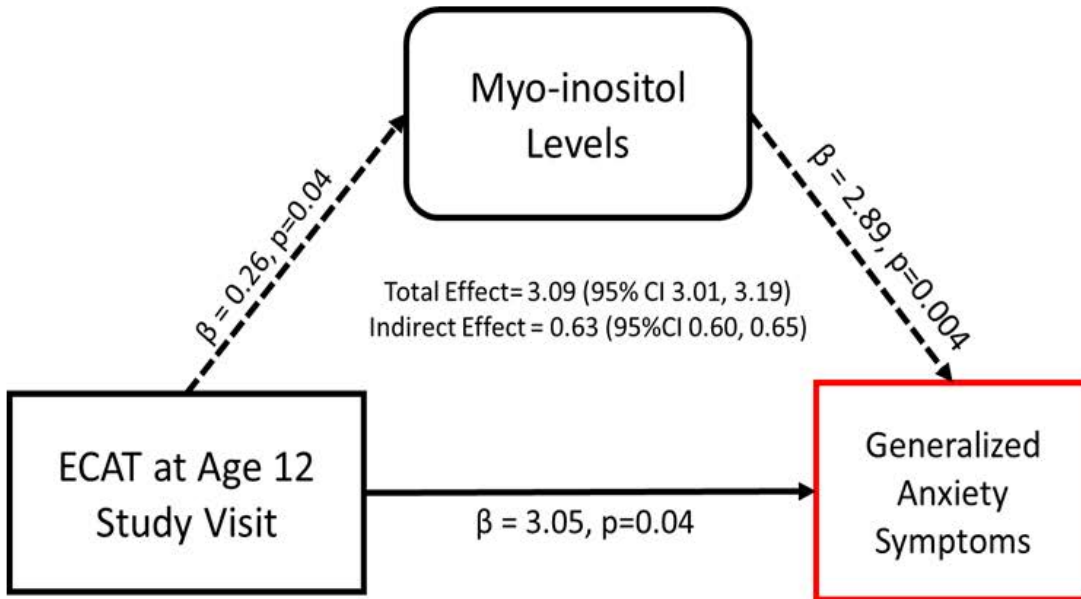 Myo-inositol
Levels
β = 0.26, p=0.04
β = 2.89, p=0.004
Total Effect= 3.09 (95% CI 3.01, 3.19)
Indirect Effect = 0.63 (95%CI 0.60, 0.65)
ECAT at Age 12
Study Visit
β = 3.05, p=0.04
Generalized
Anxiety
Symptoms